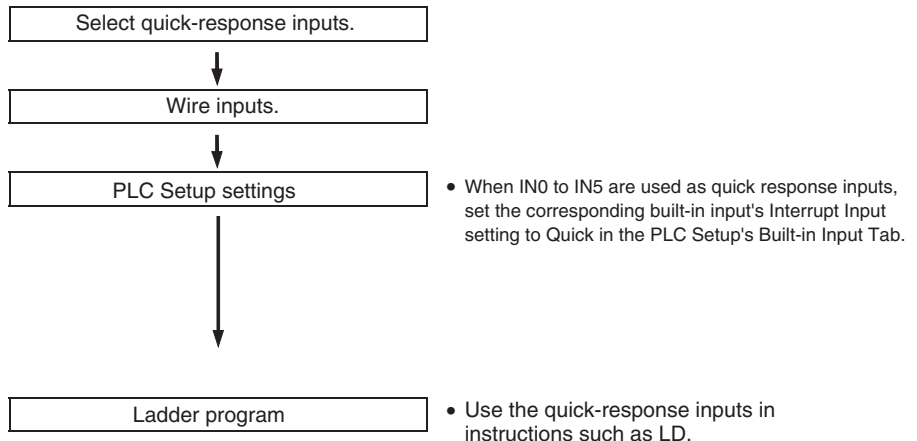 Select quick-response inputs.
Wire inputs.
PLC Setup settings
• When IN0 to IN5 are used as quick response inputs,
set the corresponding built-in input's Interrupt Input
setting to Quick in the PLC Setup's Built-in Input Tab.
Ladder program
• Use the quick-response inputs in
instructions such as LD.